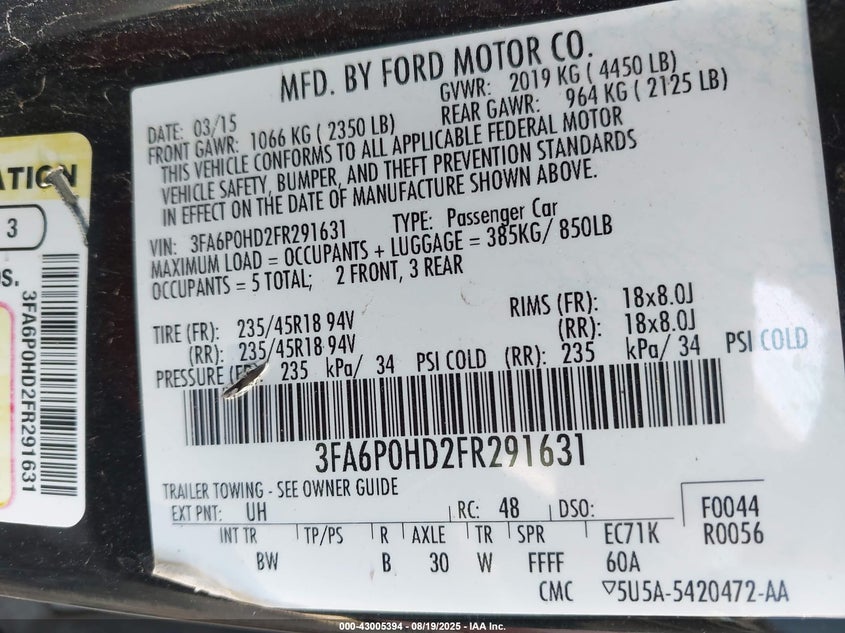 MFD. BY FORD MOTOR CO.
DATE: 03/15 GVWR: 2019 KG ( 4450 LB)
FRONT GAWR: 1066 KG ( 2350 LB) REAR GAWR: 964 KG ( 2125 LB)
THIS VEHICLE CONFORMS TO ALL APPLICABLE FEDERAL MOTOR
VEHICLE SAFETY, BUMPER, AND THEFT PREVENTION STANDARDS
IN EFFECT ON THE DATE OF MANUFACTURE SHOWN ABOVE.
VIN: 3FA6P0HD2FR291631 TYPE: Passenger Car
MAXIMUM LOAD = OCCUPANTS + LUGGAGE = 385KG/ 850LB
OCCUPANTS = 5 TOTAL; 2 FRONT, 3 REAR
TIRE (FR): 235/45R18 94V RIMS (FR): 18x8.0J
(RR): 235/45R18 94V (RR): 18x8.0J
PRESSURE (FR): 235 kPa/ 34 PSI COLD (RR): 235 kPa/ 34 PSI COLD
3FA6P0HD2FR291631
TRAILER TOWING - SEE OWNER GUIDE
EXT PNT: UH RC: 48 DSO: F0044
INT TR TP/PS R AXLE TR SPR EC71K R0056
BW B 30 W FFFF 60A
CMC ▽5U5A-5420472-AA
ATION
3
S.
3FA6P0HD2FR291631
000-43005394 - 08/19/2025 - IAA Inc.